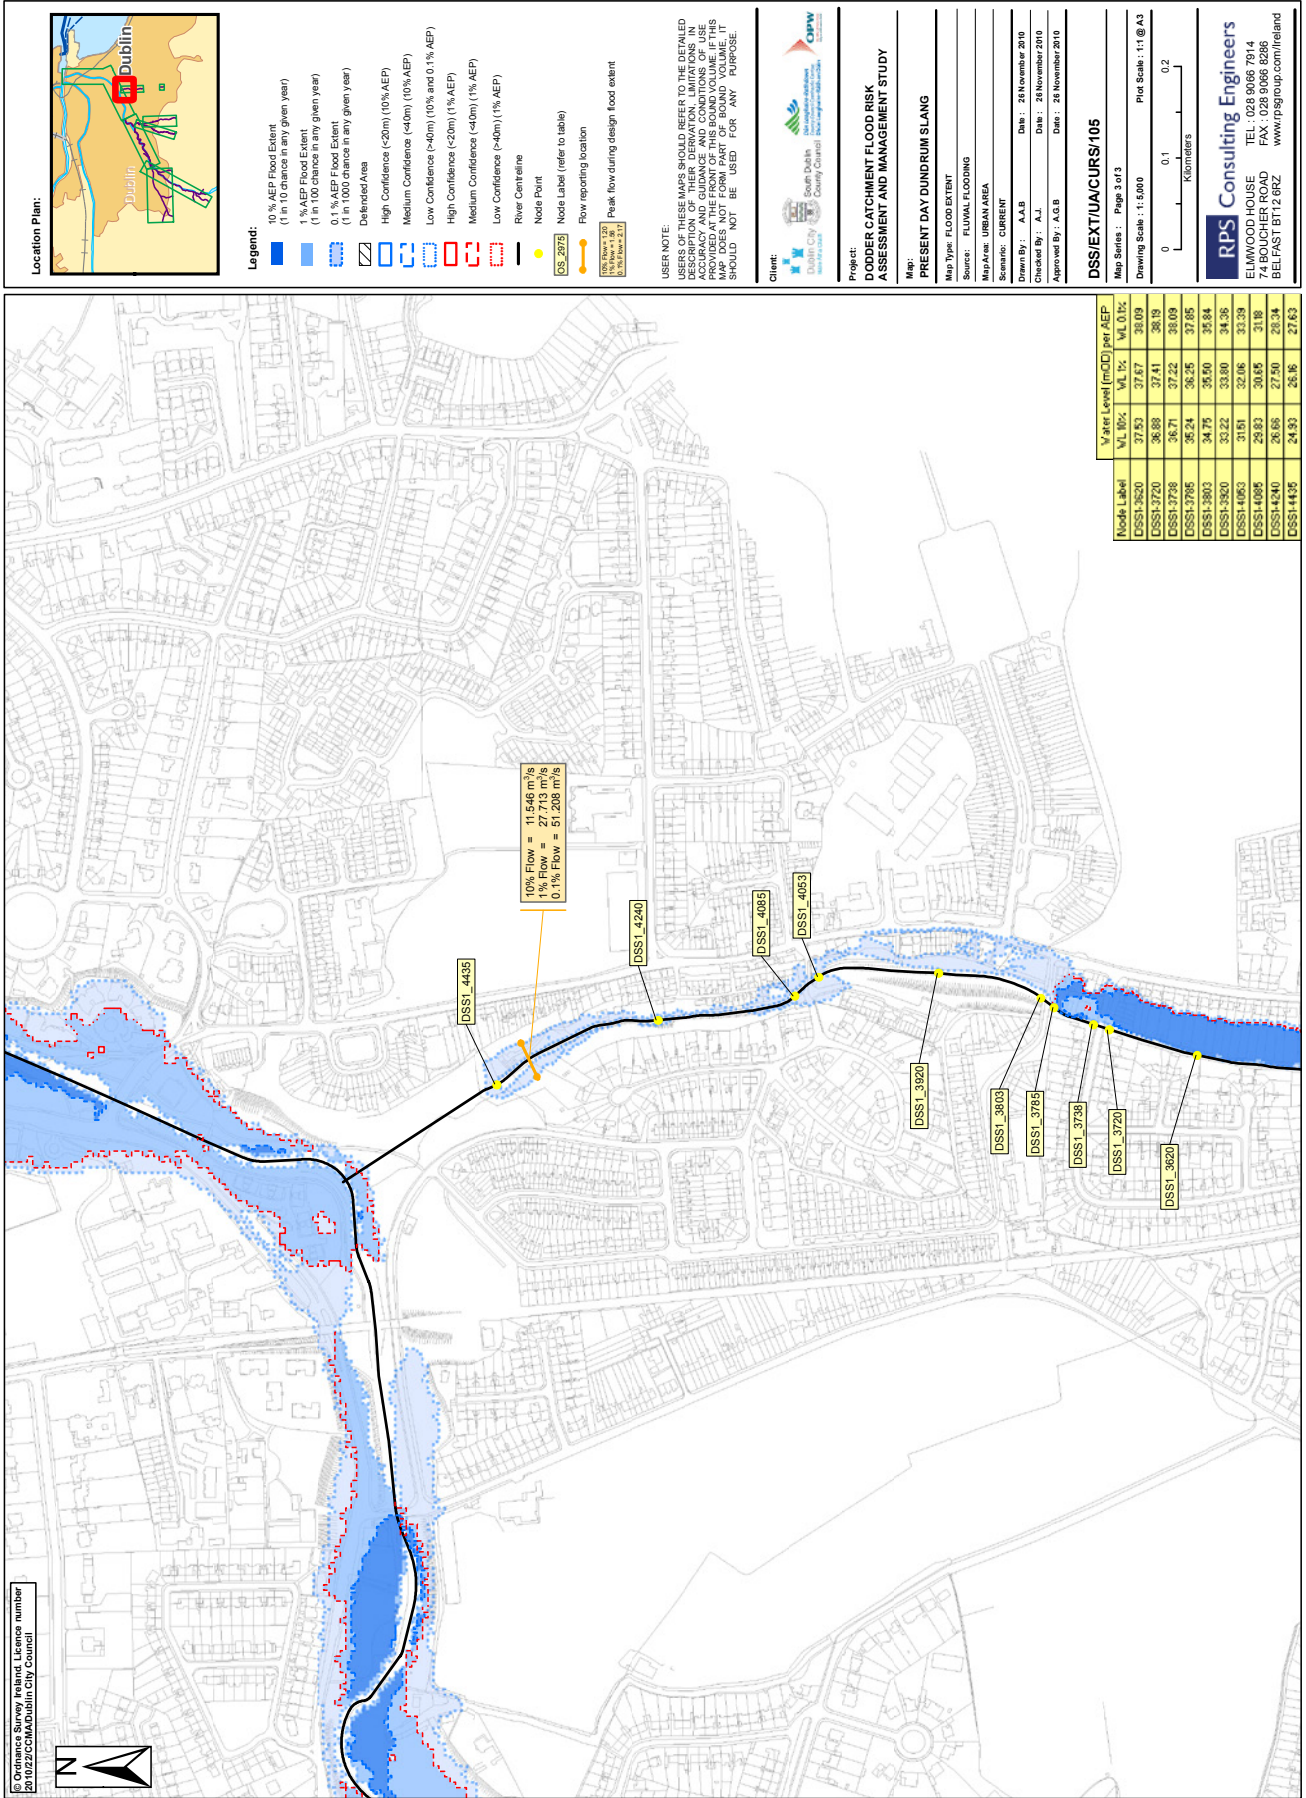 © Ordnance Survey Ireland. Licence number
2010/22/CCMA/Dublin City Council
N
10% Flow = 11.546 m³/s
1% Flow = 27.713 m³/s
0.1% Flow = 51.208 m³/s
DSS1_4435
DSS1_4240
DSS1_4085
DSS1_4053
DSS1_3920
DSS1_3803
DSS1_3785
DSS1_3738
DSS1_3720
DSS1_3620
Water Level (mOD) per AEP
Node Label WL 10% WL 1% WL 0.1%
DSS1-3620 37.53 37.67 38.09
DSS1-3720 36.88 37.41 38.19
DSS1-3738 36.71 37.22 38.09
DSS1-3785 35.24 36.25 37.85
DSS1-3803 34.75 35.50 35.84
DSS1-3920 33.22 33.80 34.36
DSS1-4053 31.51 32.06 33.39
DSS1-4085 29.83 30.65 31.18
DSS1-4240 26.66 27.50 28.34
DSS1-4435 24.93 26.16 27.63
Location Plan:
Dublin
Dublin
Legend:
10 % AEP Flood Extent
(1 in 10 chance in any given year)
1 % AEP Flood Extent
(1 in 100 chance in any given year)
0.1 % AEP Flood Extent
(1 in 1000 chance in any given year)
Defended Area
High Confidence (<20m) (10% AEP)
Medium Confidence (<40m) (10% AEP)
Low Confidence (>40m) (10% and 0.1% AEP)
High Confidence (<20m) (1% AEP)
Medium Confidence (<40m) (1% AEP)
Low Confidence (>40m) (1% AEP)
River Centreline
Node Point
OS_2975 Node Label (refer to table)
Flow reporting location
10% Flow = 1.20
1% Flow = 1.56
0.1% Flow = 2.17
Peak flow during design flood extent
USER NOTE:
USERS OF THESE MAPS SHOULD REFER TO THE DETAILED
DESCRIPTION OF THEIR DERIVATION, LIMITATIONS IN
ACCURACY AND GUIDANCE AND CONDITIONS OF USE
PROVIDED AT THE FRONT OF THIS BOUND VOLUME. IF THIS
MAP DOES NOT FORM PART OF BOUND VOLUME, IT
SHOULD NOT BE USED FOR ANY PURPOSE.
Client:
Dublin City
South Dublin
County Council
OPW
Project:
DODDER CATCHMENT FLOOD RISK
ASSESSMENT AND MANAGEMENT STUDY
Map:
PRESENT DAY DUNDRUM SLANG
Map Type: FLOOD EXTENT
Source: FLUVIAL FLOODING
Map Area: URBAN AREA
Scenario: CURRENT
Drawn By : A.A.B Date : 26 November 2010
Checked By : A.J. Date : 26 November 2010
Approved By : A.G.B Date : 26 November 2010
DSS/EXT/UA/CURS/105
Map Series : Page 3 of 3
Drawing Scale : 1: 5,000 Plot Scale : 1:1 @ A3
0 0.1 0.2
Kilometers
RPS Consulting Engineers
ELMWOOD HOUSE TEL : 028 9066 7914
74 BOUCHER ROAD FAX : 028 9066 8286
BELFAST BT12 6RZ www.rpsgroup.com/Ireland